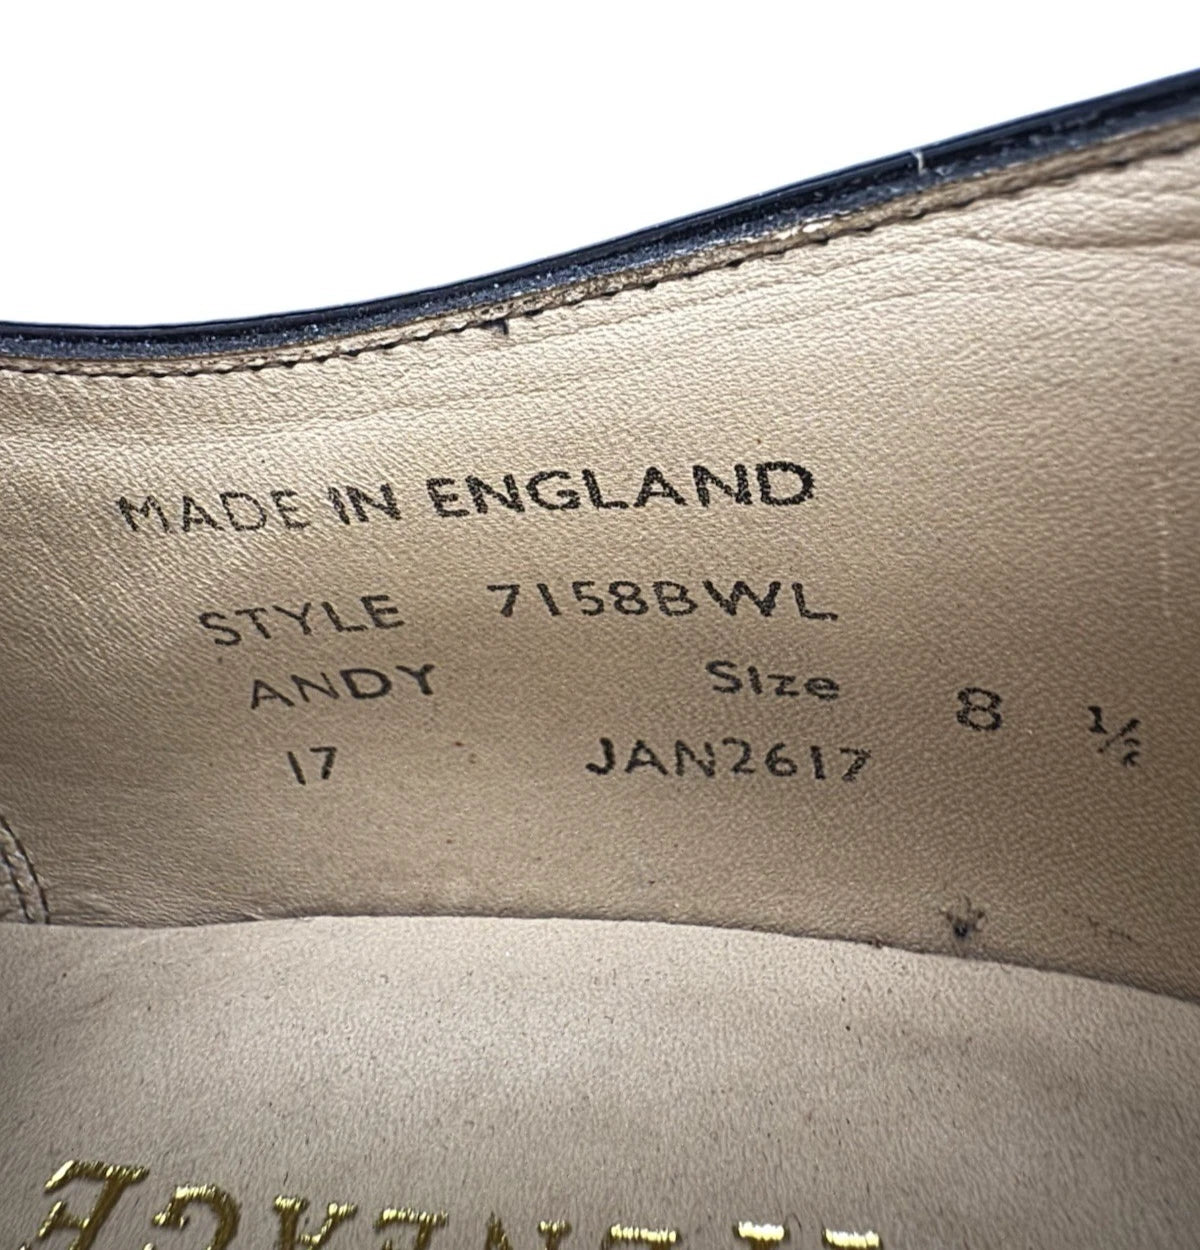 MADE IN ENGLAND
STYLE 7158BWL
ANDY Size 8 ½
17 JAN2617